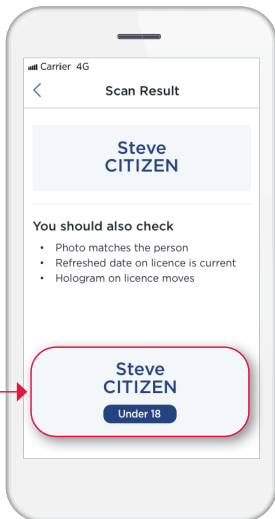 Carrier 4G
Scan Result
Steve
CITIZEN
You should also check
• Photo matches the person
• Refreshed date on licence is current
• Hologram on licence moves
Steve
CITIZEN
Under 18